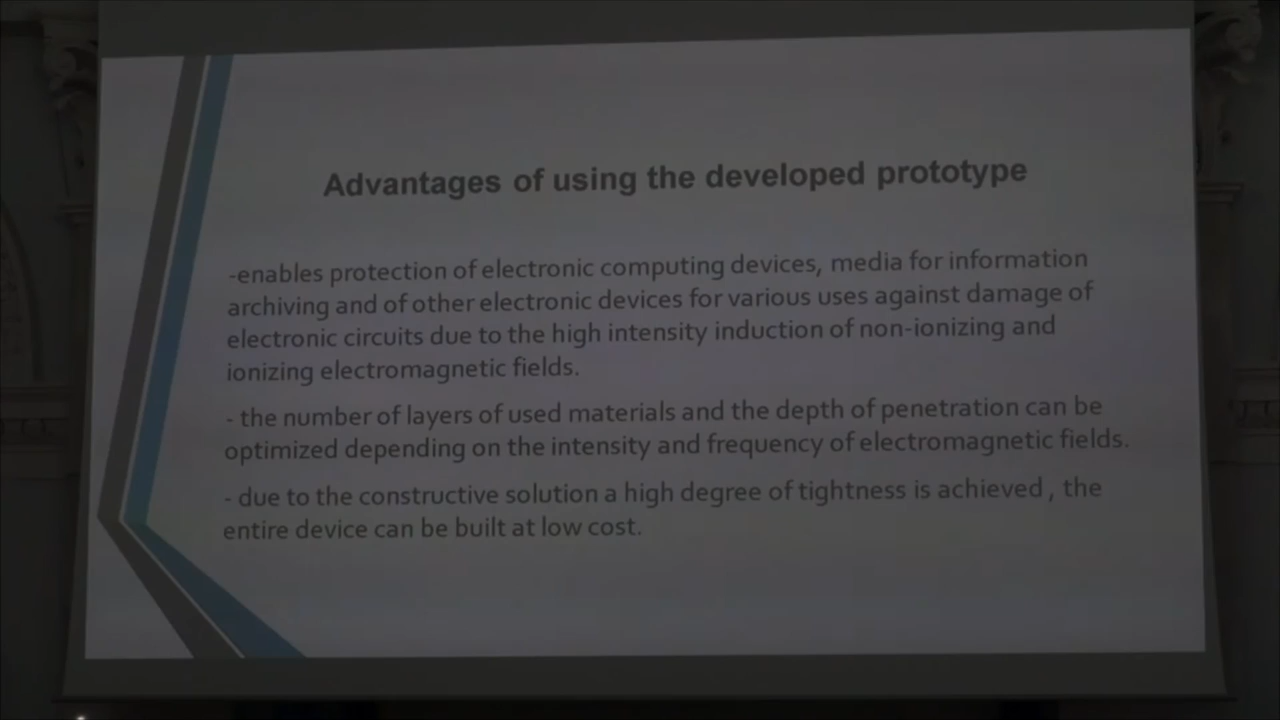 Advantages of using the developed prototype
-enables protection of electronic computing devices, media for information
archiving and of other electronic devices for various uses against damage of
electronic circuits due to the high intensity induction of non-ionizing and
ionizing electromagnetic fields.
- the number of layers of used materials and the depth of penetration can be
optimized depending on the intensity and frequency of electromagnetic fields.
- due to the constructive solution a high degree of tightness is achieved , the
entire device can be built at low cost.